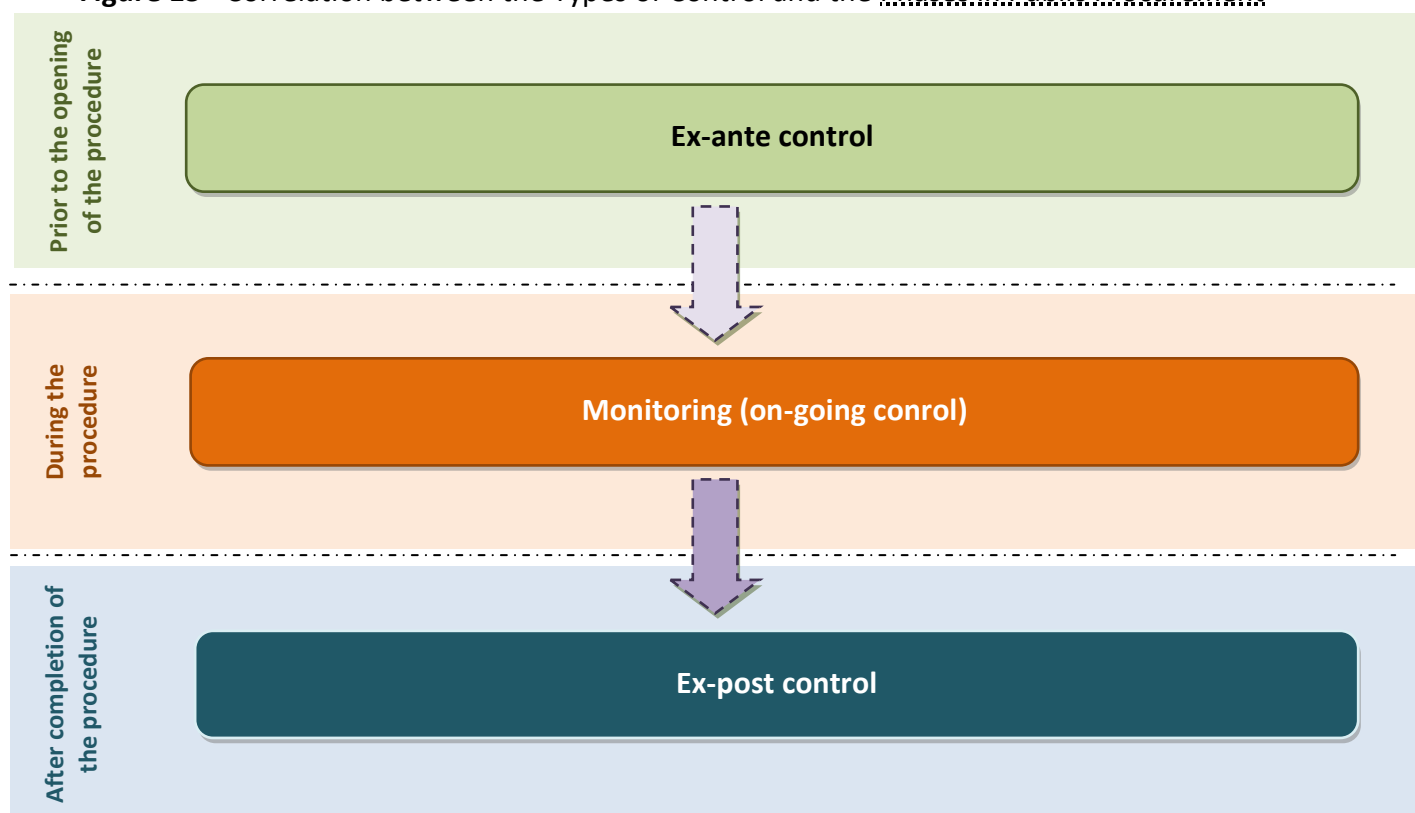 Correlation between the Types of Control and the
Prior to the opening
of the procedure
Ex-ante control
During the
procedure
Monitoring (on-going conrol)
After completion of
the procedure
Ex-post control